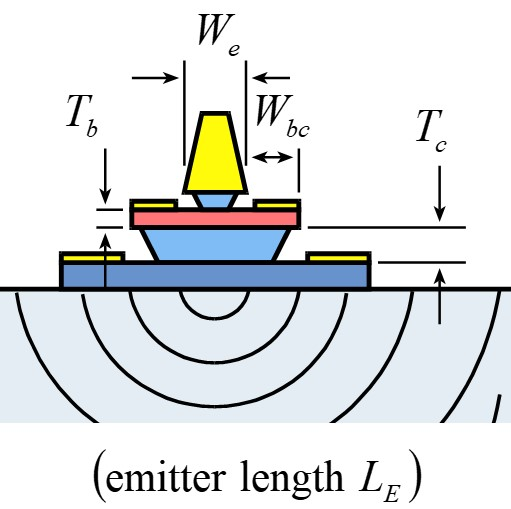 W_e
T_b
W_bc
T_c
(emitter length L_E)